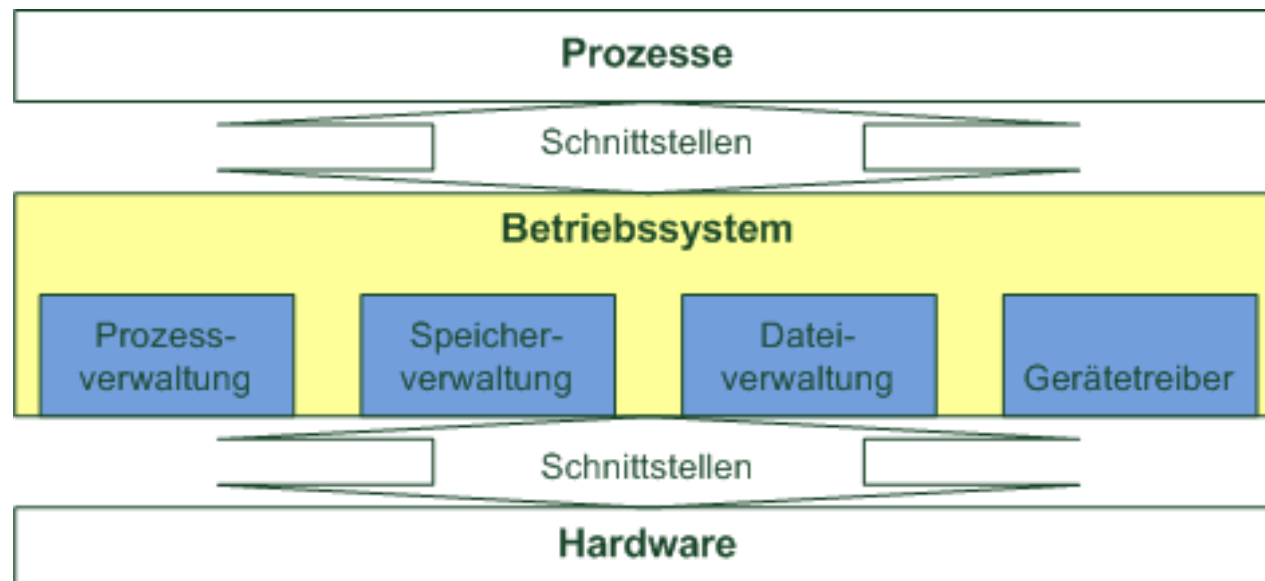 Prozesse
Schnittstellen
Betriebssystem
Prozess-
verwaltung
Speicher-
verwaltung
Datei-
verwaltung
Gerätetreiber
Schnittstellen
Hardware